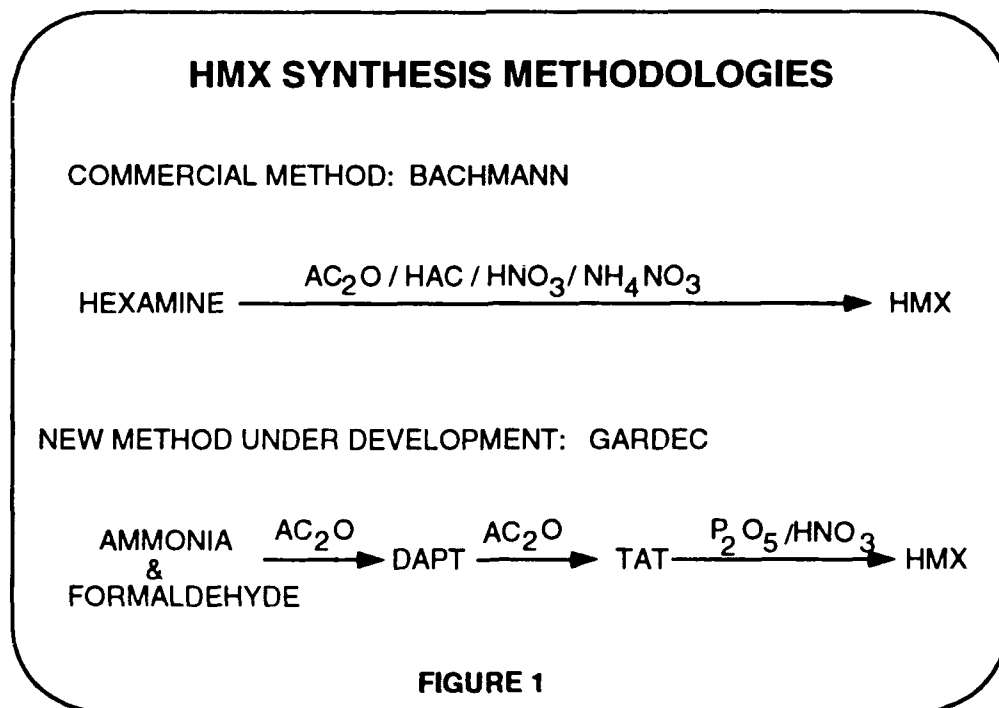 HMX SYNTHESIS METHODOLOGIES
COMMERCIAL METHOD: BACHMANN
HEXAMINE AC2O / HAC / HNO3 / NH4NO3 HMX
NEW METHOD UNDER DEVELOPMENT: GARDEC
AMMONIA & FORMALDEHYDE AC2O DAPT AC2O TAT P2O5/HNO3 HMX
FIGURE 1